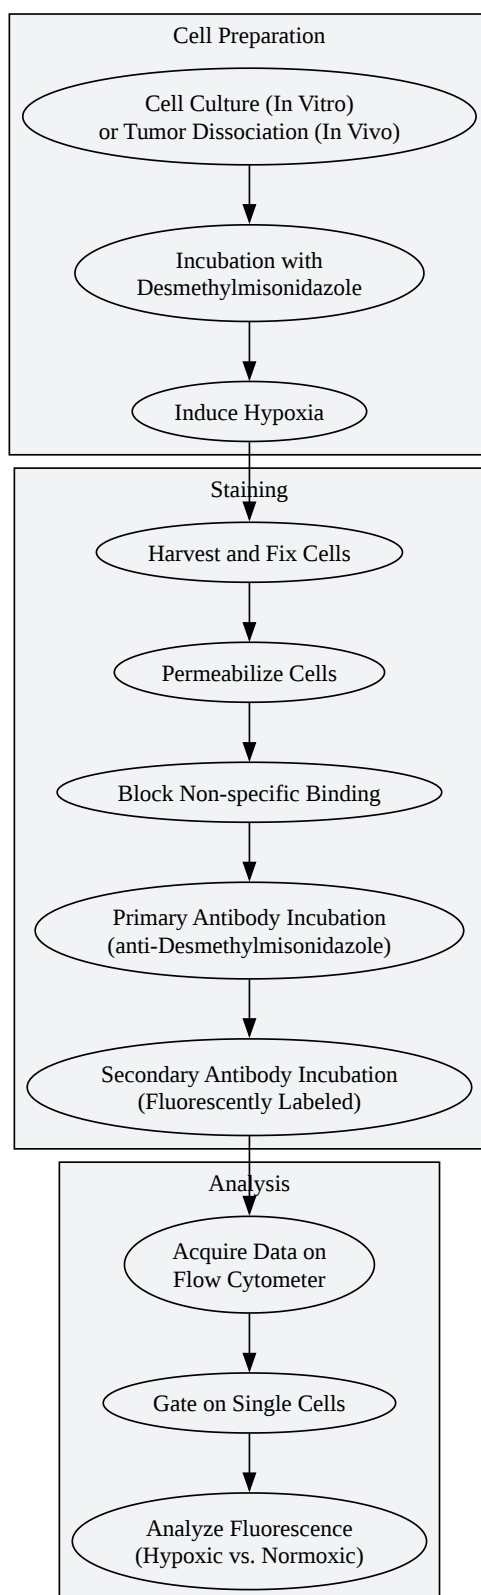 Cell Preparation
Cell Culture (In Vitro)
or Tumor Dissociation (In Vivo)
Incubation with
Desmethylmisonidazole
Induce Hypoxia
Staining
Harvest and Fix Cells
Permeabilize Cells
Block Non-specific Binding
Primary Antibody Incubation
(anti-Desmethylmisonidazole)
Secondary Antibody Incubation
(Fluorescently Labeled)
Analysis
Acquire Data on
Flow Cytometer
Gate on Single Cells
Analyze Fluorescence
(Hypoxic vs. Normoxic)